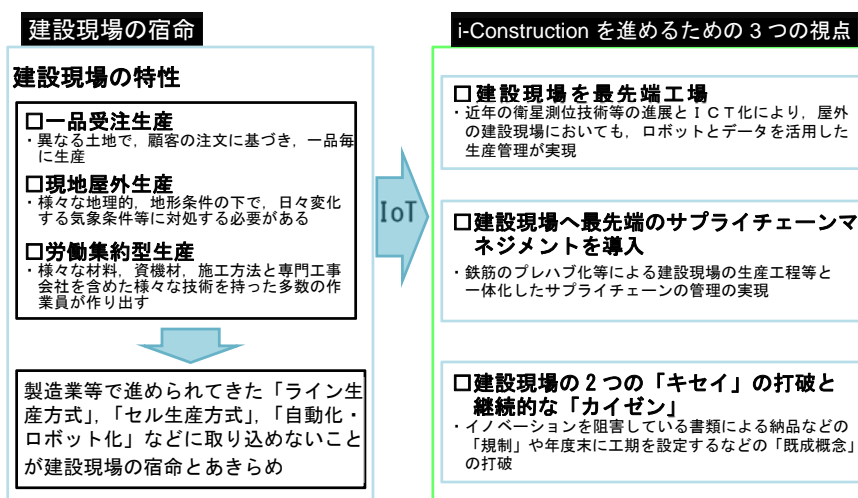 建設現場の宿命
建設現場の特性
□一品受注生産
・異なる土地で，顧客の注文に基づき，一品毎
に生産
□現地屋外生産
・様々な地理的，地形条件の下で，日々変化
する気象条件等に対処する必要がある
□労働集約型生産
・様々な材料，資機材，施工方法と専門工事
会社を含めた様々な技術を持った多数の作
業員が作り出す
製造業等で進められてきた「ライン生
産方式」，「セル生産方式」，「自動化・
ロボット化」などに取り込めないこと
が建設現場の宿命とあきらめ
IoT
i-Construction を進めるための 3 つの視点
□建設現場を最先端工場
・近年の衛星測位技術等の進展とＩＣＴ化により，屋外
の建設現場においても，ロボットとデータを活用した
生産管理が実現
□建設現場へ最先端のサプライチェーンマ
ネジメントを導入
・鉄筋のプレハブ化等による建設現場の生産工程等と
一体化したサプライチェーンの管理の実現
□建設現場の２つの「キセイ」の打破と
継続的な「カイゼン」
・イノベーションを阻害している書類による納品などの
「規制」や年度末に工期を設定するなどの「既成概念」
の打破